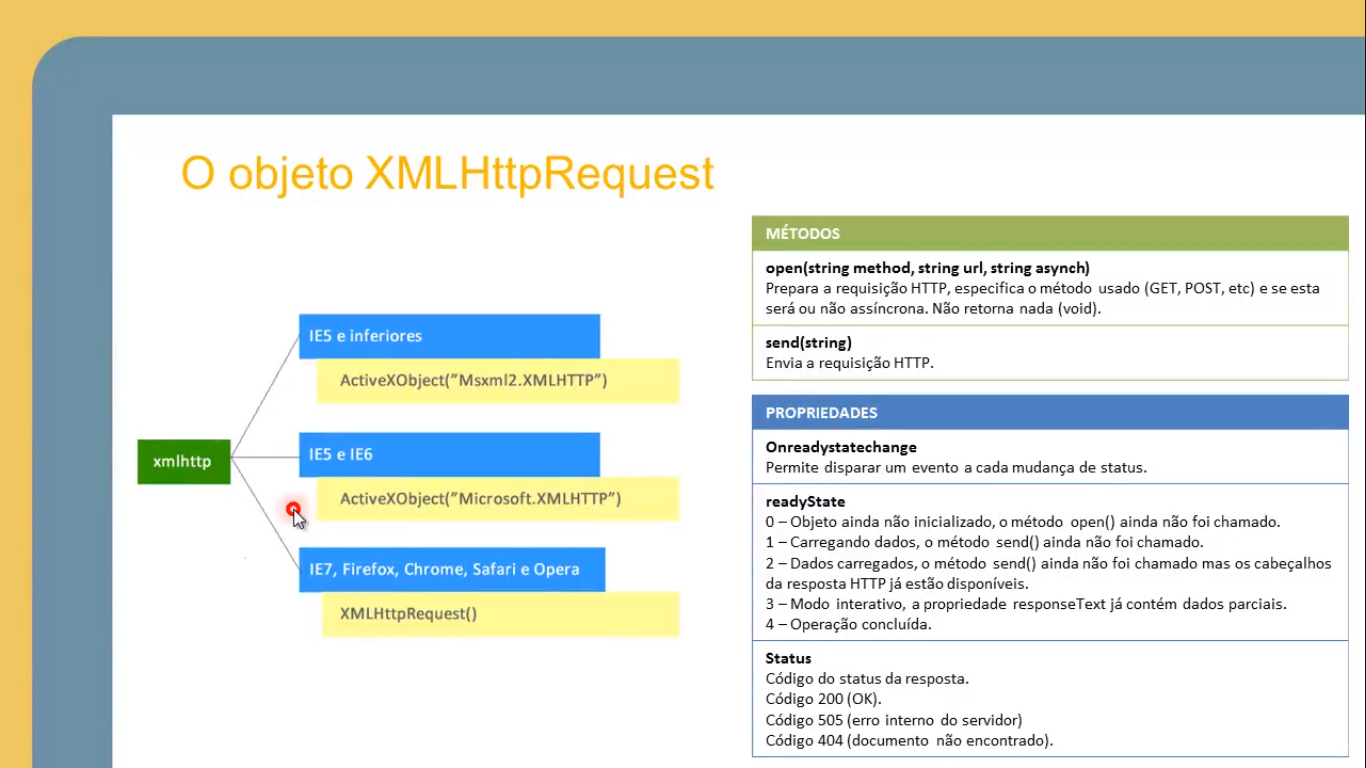 O objeto XMLHttpRequest
IE5 e inferiores
ActiveXObject(”Msxml2.XMLHTTP”)
xmlhttp
IE5 e IE6
ActiveXObject(”Microsoft.XMLHTTP”)
IE7, Firefox, Chrome, Safari e Opera
XMLHttpRequest()
MÉTODOS
open(string method, string url, string asynch)
Prepara a requisição HTTP, especifica o método usado (GET, POST, etc) e se esta
será ou não assíncrona. Não retorna nada (void).
send(string)
Envia a requisição HTTP.
PROPRIEDADES
Onreadystatechange
Permite disparar um evento a cada mudança de status.
readyState
0 – Objeto ainda não inicializado, o método open() ainda não foi chamado.
1 – Carregando dados, o método send() ainda não foi chamado.
2 – Dados carregados, o método send() ainda não foi chamado mas os cabeçalhos
da resposta HTTP já estão disponíveis.
3 – Modo interativo, a propriedade responseText já contém dados parciais.
4 – Operação concluída.
Status
Código do status da resposta.
Código 200 (OK).
Código 505 (erro interno do servidor)
Código 404 (documento não encontrado).